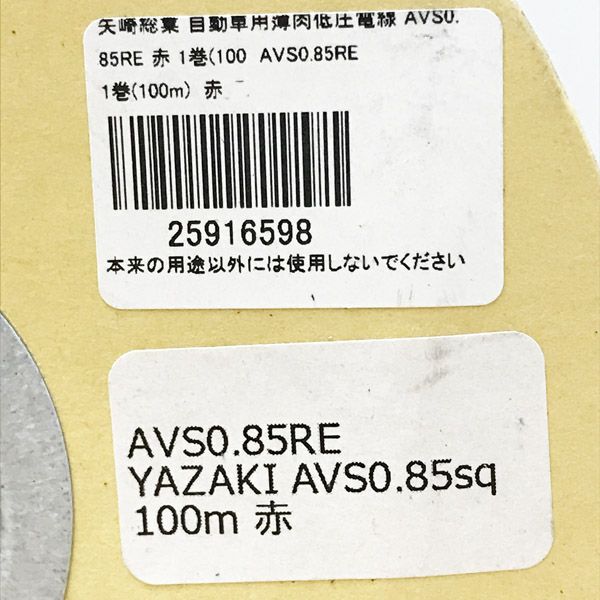 矢崎総業 自動車用薄肉低圧電線 AVS0.
85RE 赤 1巻(100 AVS0.85RE
1巻(100m) 赤
25916598
本来の用途以外には使用しないでください
AVS0.85RE
YAZAKI AVS0.85sq
100m 赤